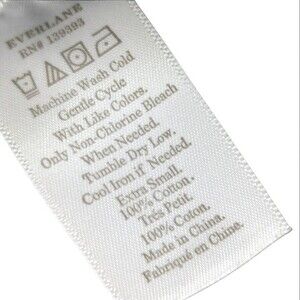 EVERLANE
RN# 139393
Machine Wash Cold
Gentle Cycle
With Like Colors.
Only Non-Chlorine Bleach
When Needed.
Tumble Dry Low.
Cool Iron if Needed.
Extra Small.
100% Cotton.
Très Petit.
100% Coton.
Made in China.
Fabriqué en Chine.